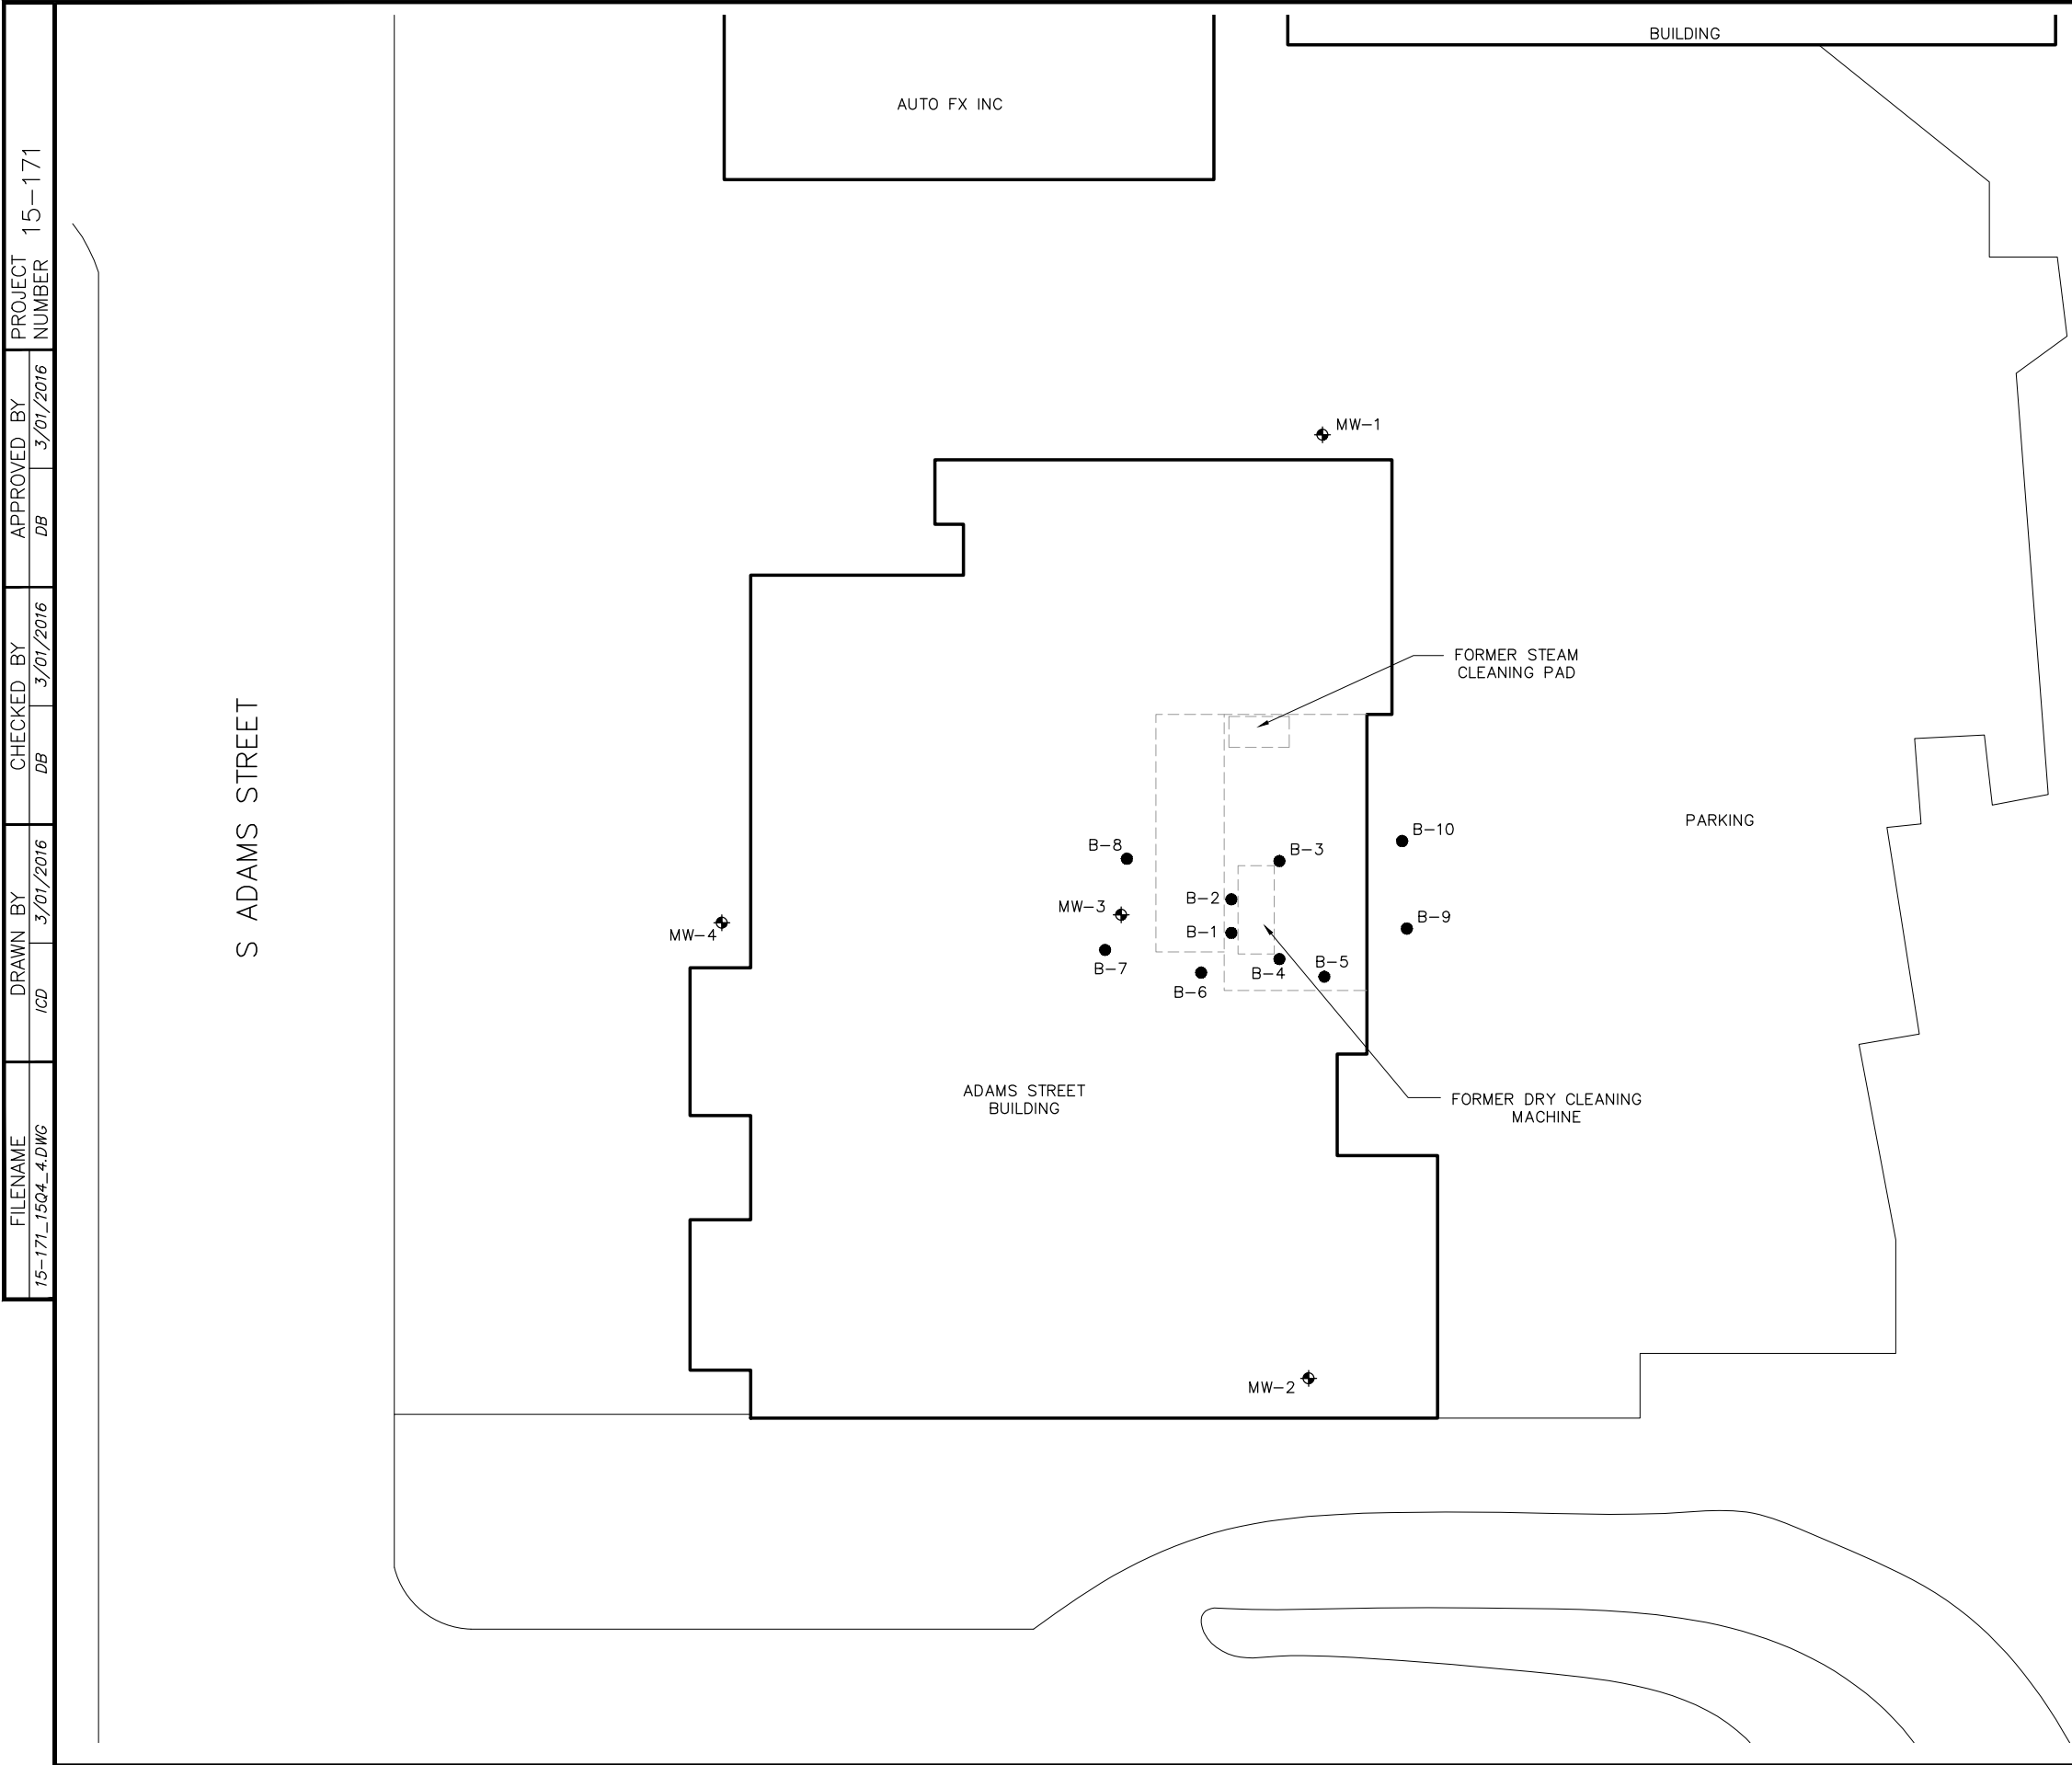 BUILDING
AUTO FX INC
PROJECT
NUMBER
15-171
APPROVED BY
DB
3/01/2016
CHECKED BY
DB
3/01/2016
DRAWN BY
ICD
3/01/2016
FILENAME
15-171_15Q4_4.DWG
S ADAMS STREET
MW-1
FORMER STEAM
CLEANING PAD
PARKING
B-10
B-8
B-3
B-2
MW-3
B-9
B-1
MW-4
B-7
B-4
B-5
B-6
ADAMS STREET
BUILDING
FORMER DRY CLEANING
MACHINE
MW-2